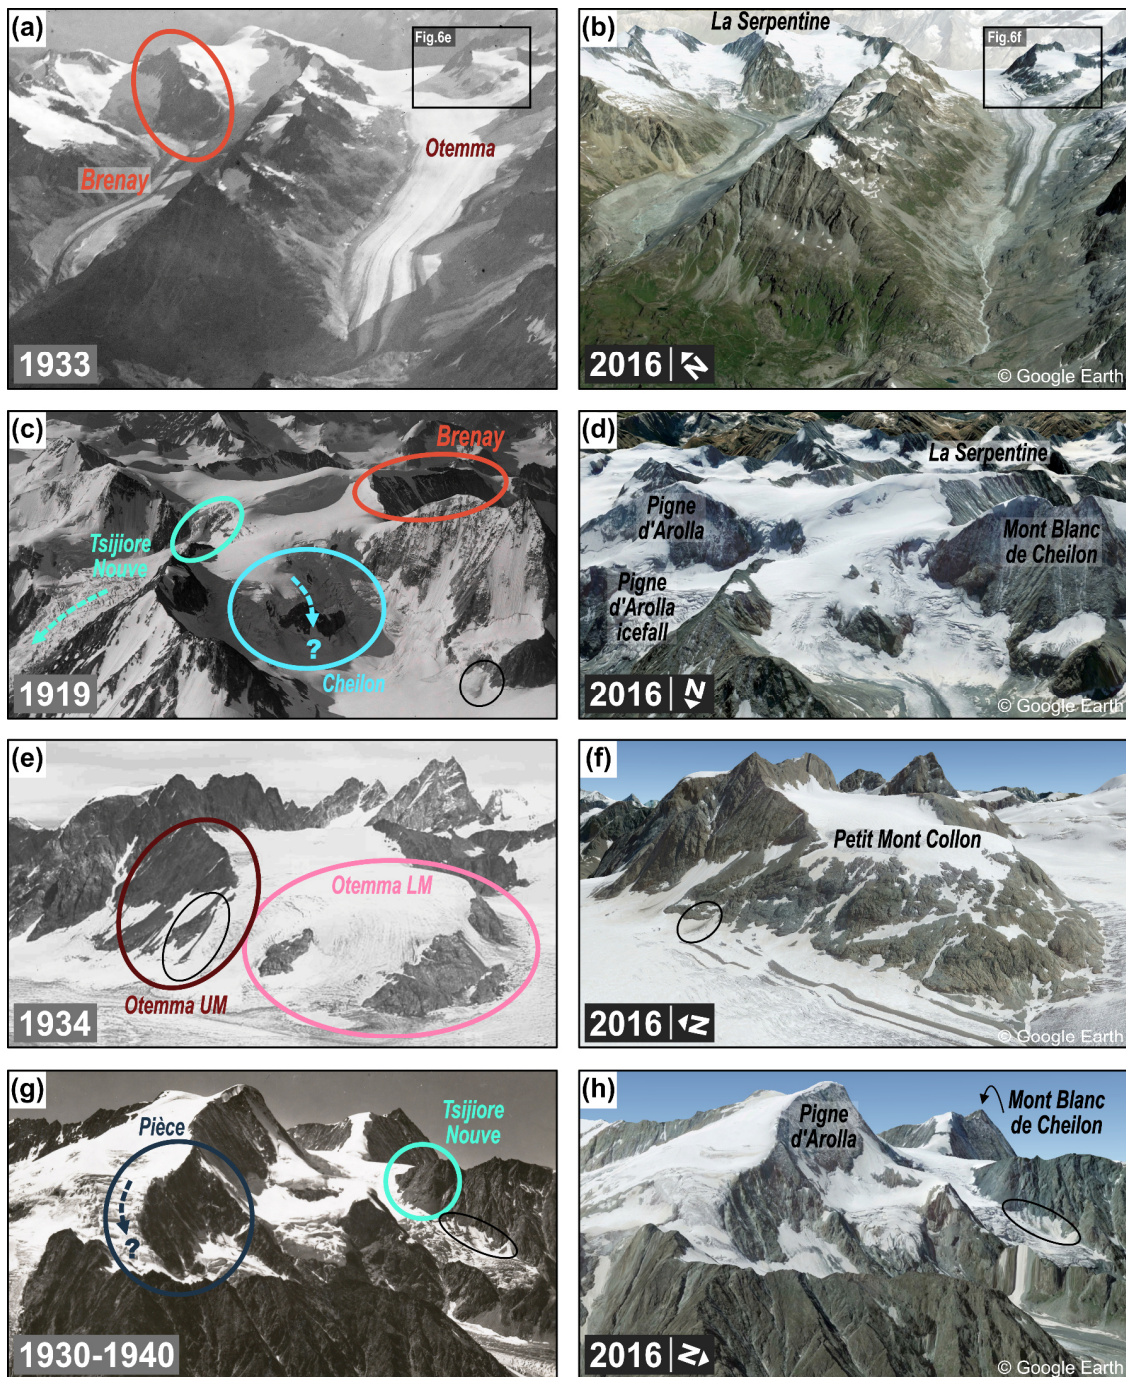 (a)
Fig.6e
Brenay
Otemma
1933
(b)
La Serpentine
Fig.6f
2016 | N
© Google Earth
(c)
Brenay
Tsijiore
Nouve
?
Cheilon
1919
(d)
La Serpentine
Pigne
d'Arolla
Mont Blanc
de Cheilon
Pigne
d'Arolla
icefall
2016 | N
© Google Earth
(e)
Otemma LM
Otemma UM
1934
(f)
Petit Mont Collon
2016 | N
© Google Earth
(g)
Pièce
Tsijiore
Nouve
?
1930-1940
(h)
Pigne
d'Arolla
Mont Blanc
de Cheilon
2016 | N
© Google Earth